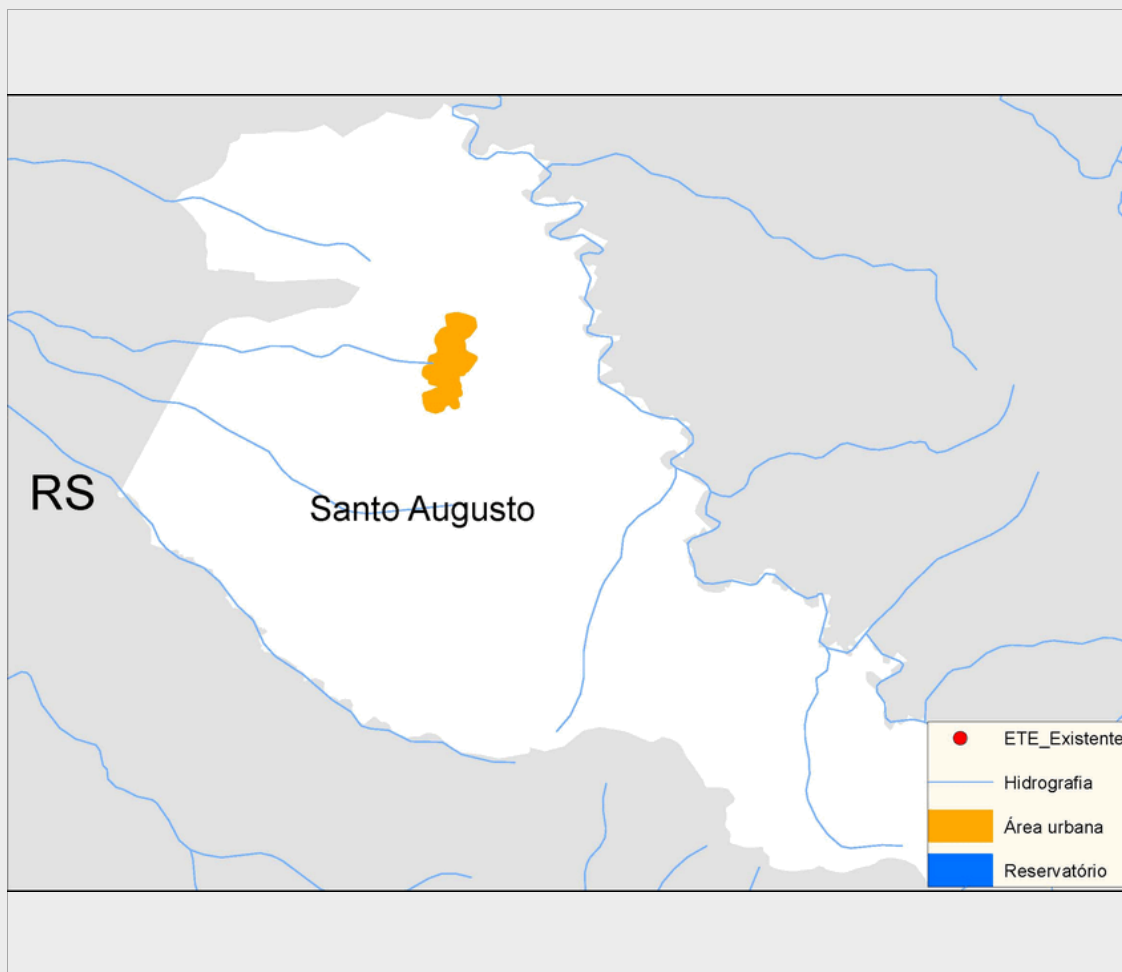 RS
Santo Augusto
ETE_Existente
Hidrografia
Área urbana
Reservatório